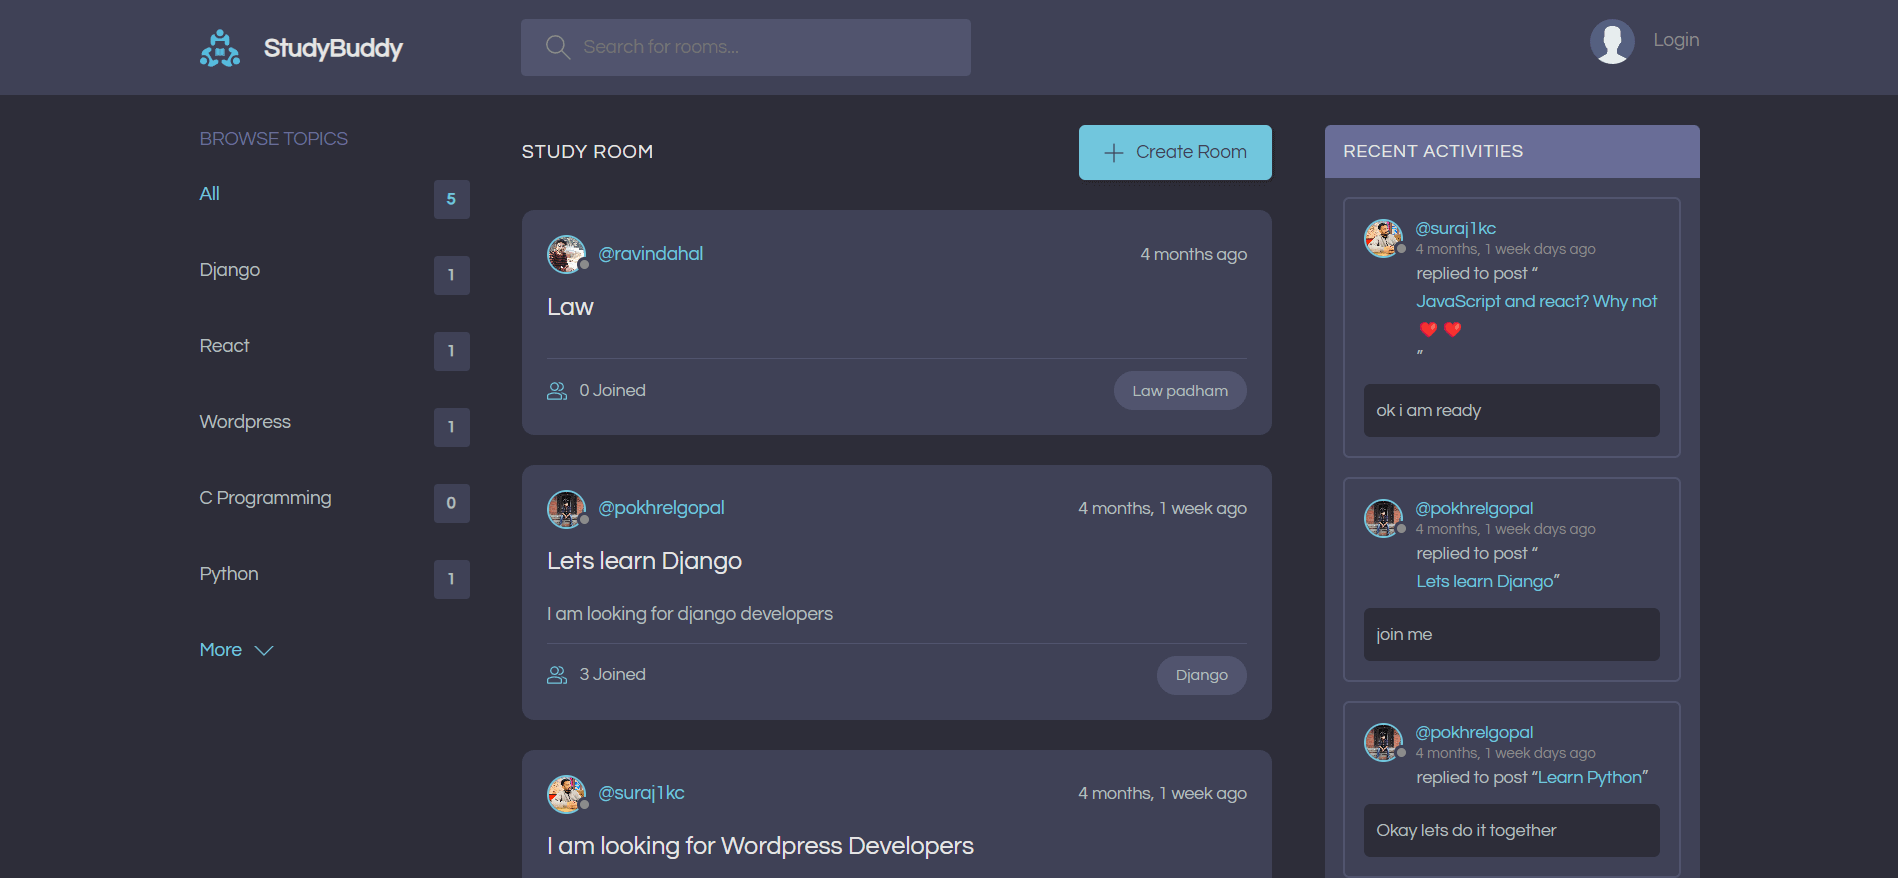 StudyBuddy
Search for rooms...
Login
BROWSE TOPICS
All
5
Django
1
React
1
Wordpress
1
C Programming
0
Python
1
More
STUDY ROOM
Create Room
@ravindahal
4 months ago
Law
0 Joined
Law padham
@pokhrelgopal
4 months, 1 week ago
Lets learn Django
I am looking for django developers
3 Joined
Django
@suraj1kc
4 months, 1 week ago
I am looking for Wordpress Developers
RECENT ACTIVITIES
@suraj1kc
4 months, 1 week days ago
replied to post “
JavaScript and react? Why not
❤️ ❤️
”
ok i am ready
@pokhrelgopal
4 months, 1 week days ago
replied to post “
Lets learn Django”
join me
@pokhrelgopal
4 months, 1 week days ago
replied to post “Learn Python”
Okay lets do it together